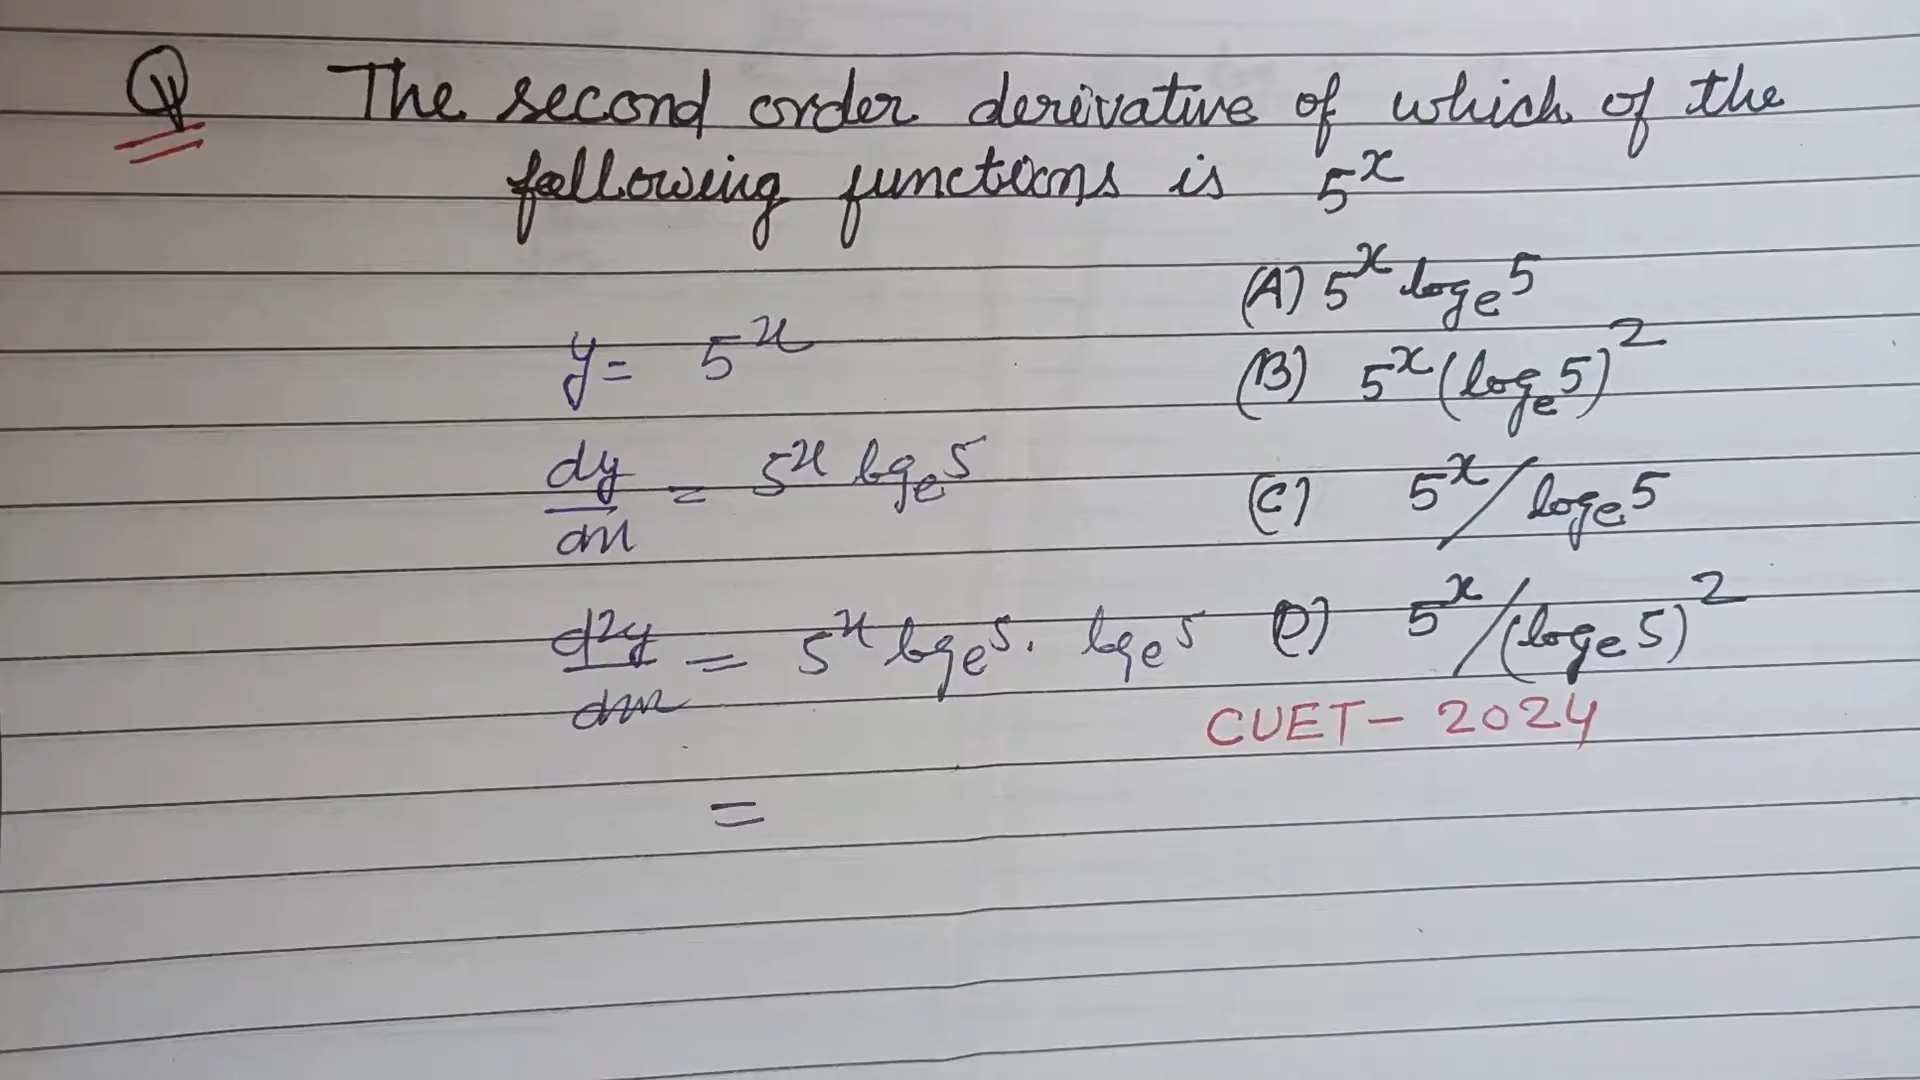 Q The second order derivative of which of the
following functions is 5^x
(A) 5^x log_e 5
y = 5^x
(B) 5^x (log_e 5)^2
dy/dx = 5^x log_e 5
(C) 5^x / log_e 5
d²y/dx = 5^x log_e 5 . log_e 5
(D) 5^x / (log_e 5)^2
CUET - 2024
=